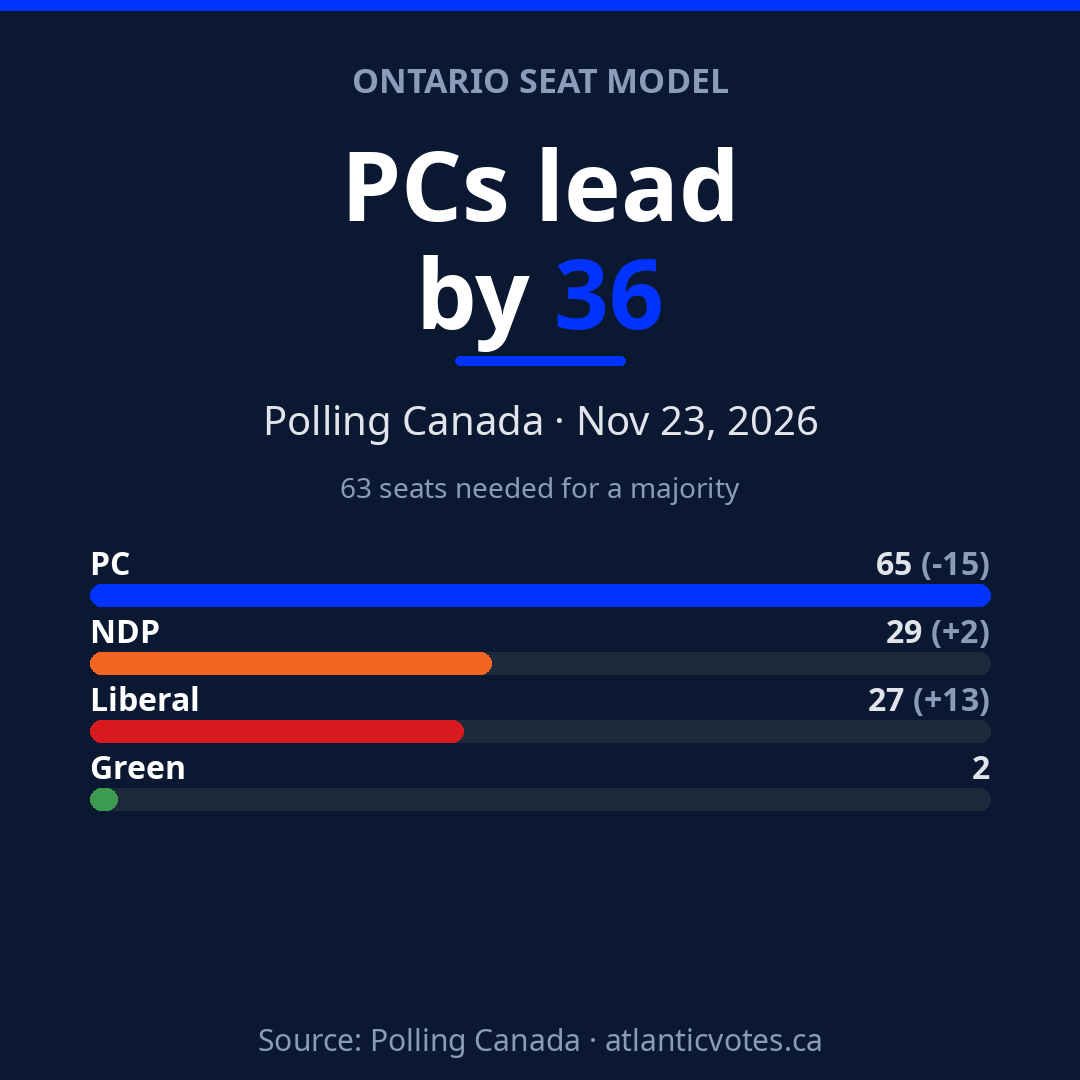 ONTARIO SEAT MODEL
PCs lead
by 36
Polling Canada · Nov 23, 2026
63 seats needed for a majority
PC 65 (-15)
NDP 29 (+2)
Liberal 27 (+13)
Green 2
Source: Polling Canada · atlanticvotes.ca